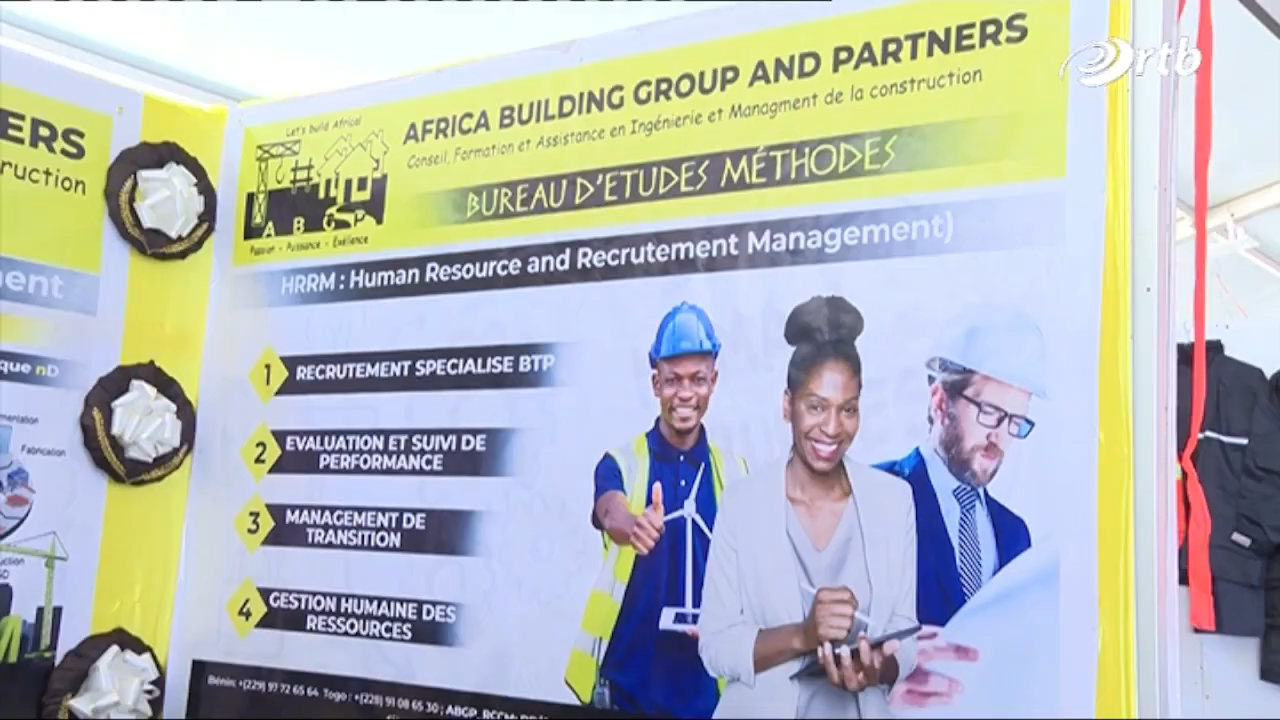 ERS
ruction
ent
que nD
mentation
Fabrication
rtb
Let's build Africa!
ABGP
Passion - Puissance - Exellence
AFRICA BUILDING GROUP AND PARTNERS
Conseil, Formation et Assistance en Ingénierie et Managment de la construction
BUREAU D'ETUDES MÉTHODES
HRRM : Human Resource and Recrutement Management)
1 RECRUTEMENT SPECIALISE BTP
2 EVALUATION ET SUIVI DE
PERFORMANCE
3 MANAGEMENT DE
TRANSITION
4 GESTION HUMAINE DES
RESSOURCES
Bénin: +(229) 97 72 65 64 Togo : +(228) 91 08 65 30 ; ABGP_RCCM: